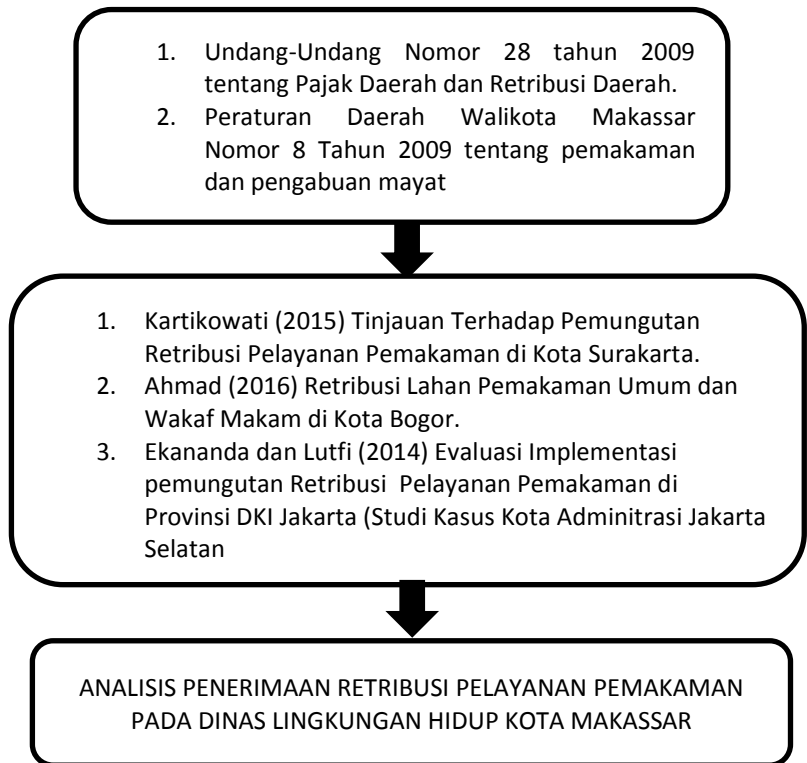 1. Undang-Undang Nomor 28 tahun 2009
tentang Pajak Daerah dan Retribusi Daerah.
2. Peraturan Daerah Walikota Makassar
Nomor 8 Tahun 2009 tentang pemakaman
dan pengabuan mayat
1. Kartikowati (2015) Tinjauan Terhadap Pemungutan
Retribusi Pelayanan Pemakaman di Kota Surakarta.
2. Ahmad (2016) Retribusi Lahan Pemakaman Umum dan
Wakaf Makam di Kota Bogor.
3. Ekananda dan Lutfi (2014) Evaluasi Implementasi
pemungutan Retribusi Pelayanan Pemakaman di
Provinsi DKI Jakarta (Studi Kasus Kota Adminitrasi Jakarta
Selatan
ANALISIS PENERIMAAN RETRIBUSI PELAYANAN PEMAKAMAN
PADA DINAS LINGKUNGAN HIDUP KOTA MAKASSAR